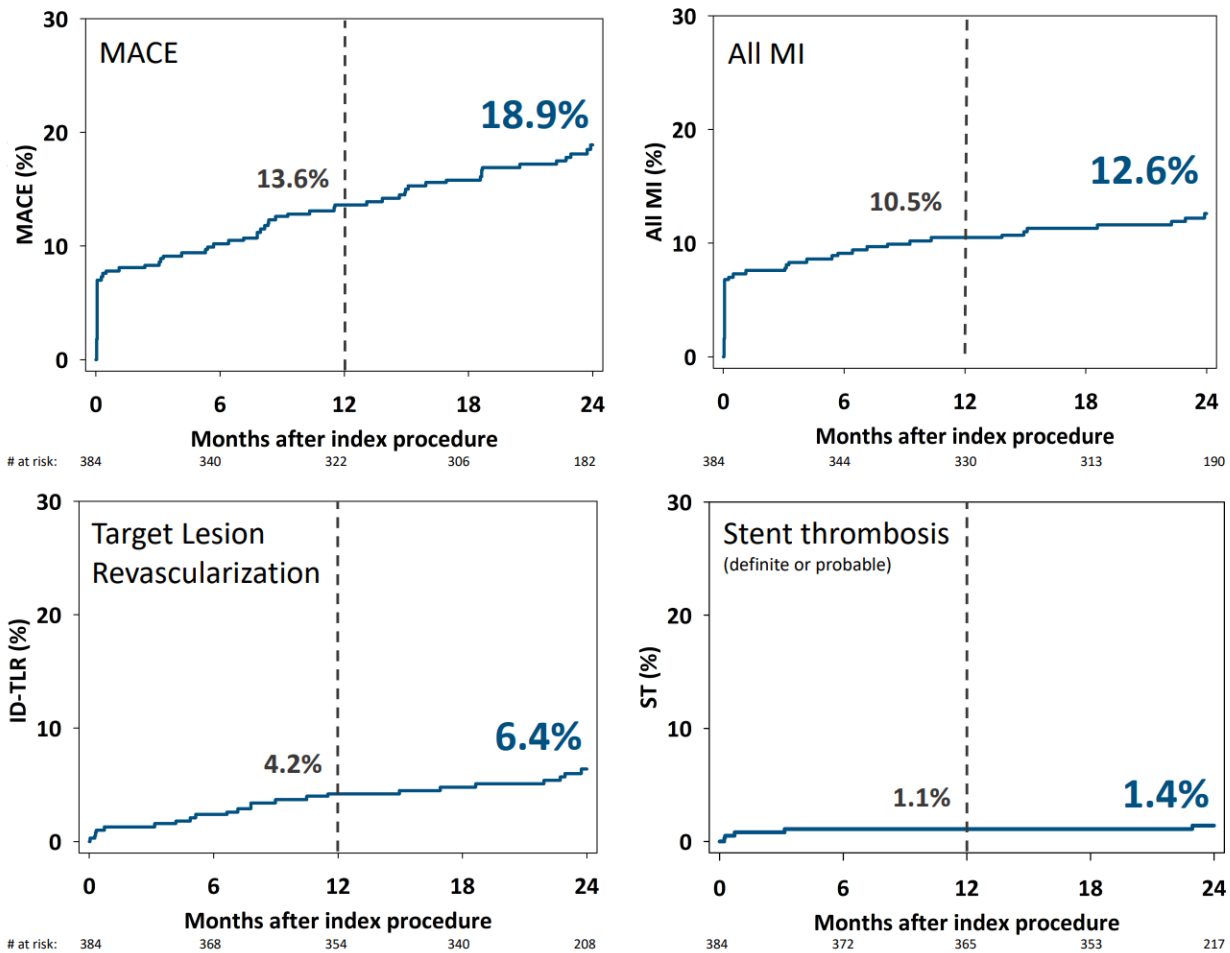 MACE
MACE (%)
30
20
10
0
13.6%
18.9%
0 6 12 18 24
Months after index procedure
# at risk: 384 340 322 306 182
All MI
All MI (%)
30
20
10
0
10.5%
12.6%
0 6 12 18 24
Months after index procedure
384 344 330 313 190
Target Lesion
Revascularization
ID-TLR (%)
30
20
10
0
4.2%
6.4%
0 6 12 18 24
Months after index procedure
# at risk: 384 368 354 340 208
Stent thrombosis
(definite or probable)
ST (%)
30
20
10
0
1.1%
1.4%
0 6 12 18 24
Months after index procedure
384 372 365 353 217